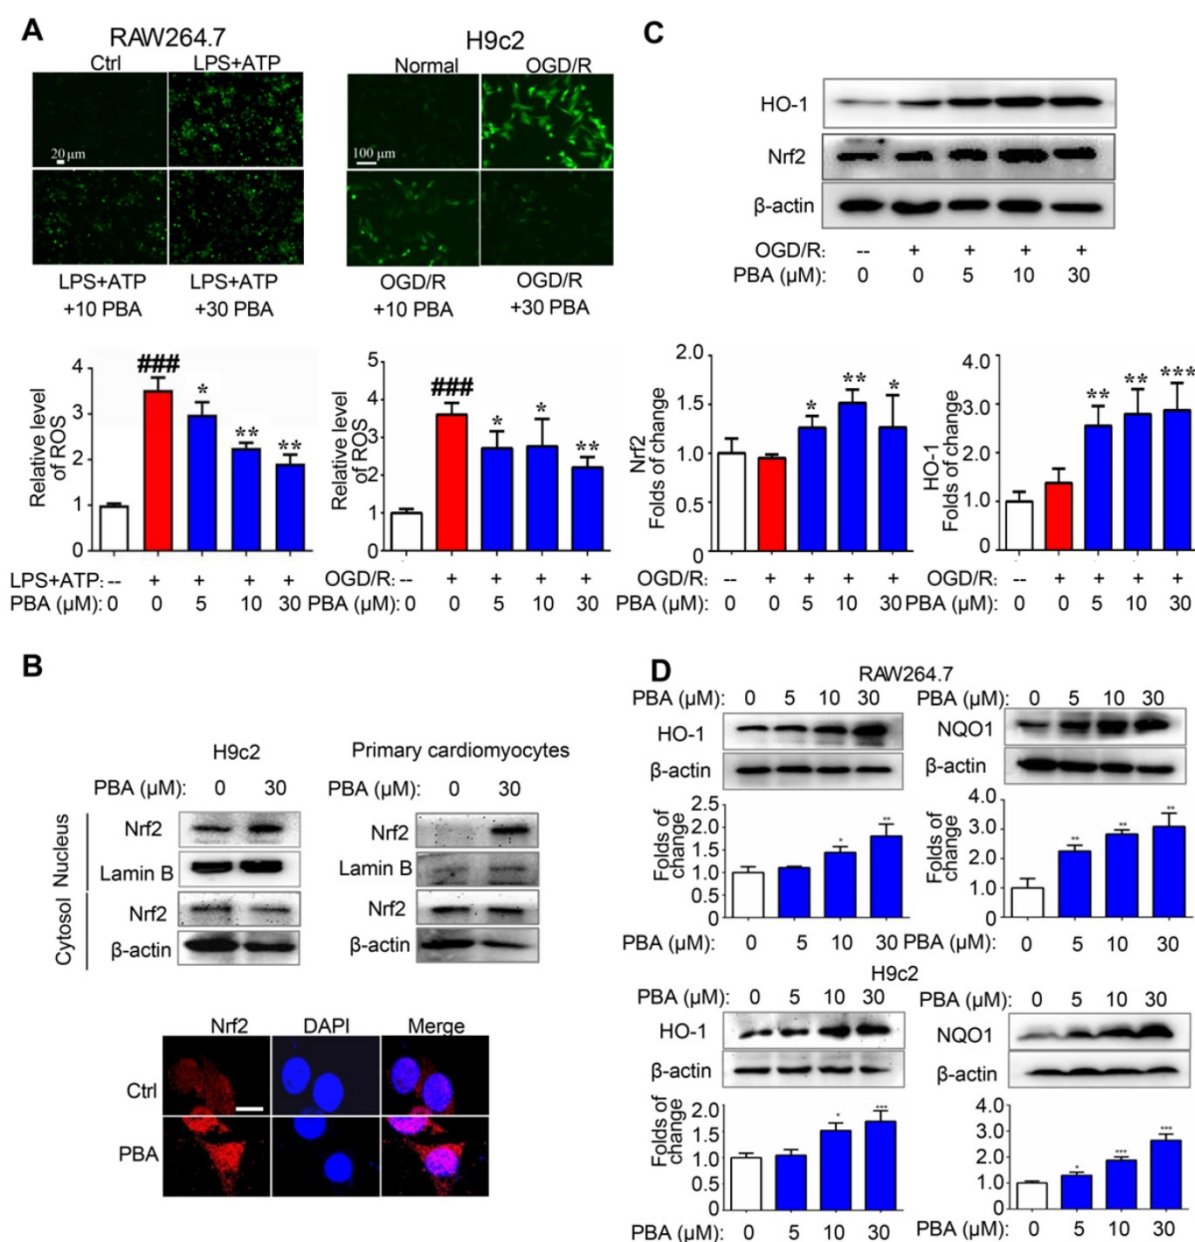 A
RAW264.7
Ctrl LPS+ATP
20 μm
LPS+ATP LPS+ATP
+10 PBA +30 PBA
H9c2
Normal OGD/R
100 μm
OGD/R OGD/R
+10 PBA +30 PBA
Relative level
of ROS
4
3
2
1
0
###
*
**
**
LPS+ATP: -- + + + +
PBA (μM): 0 0 5 10 30
Relative level
of ROS
5
4
3
2
1
0
###
*
*
**
OGD/R: -- + + + +
PBA (μM): 0 0 5 10 30
C
HO-1
Nrf2
β-actin
OGD/R -- + + + +
PBA (μM): 0 0 5 10 30
Nrf2
Folds of change
2.0
1.5
1.0
0.5
0
*
**
*
OGD/R: -- + + + +
PBA (μM): 0 0 5 10 30
HO-1
Folds of change
4.0
3.0
2.0
1.0
0
**
**
***
OGD/R: -- + + + +
PBA (μM): 0 0 5 10 30
B
H9c2
PBA (μM): 0 30
Nucleus
Nrf2
Lamin B
Cytosol
Nrf2
β-actin
Primary cardiomyocytes
PBA (μM): 0 30
Nrf2
Lamin B
Nrf2
β-actin
Nrf2 DAPI Merge
Ctrl
PBA
D
RAW264.7
PBA (μM): 0 5 10 30
HO-1
β-actin
Folds of
change
2.5
2.0
1.5
1.0
0.5
0
*
**
PBA (μM): 0 5 10 30
PBA (μM): 0 5 10 30
NQO1
β-actin
Folds of
change
4.0
3.0
2.0
1.0
0
**
**
**
PBA (μM): 0 5 10 30
H9c2
PBA (μM): 0 5 10 30
HO-1
β-actin
Folds of
change
2.0
1.5
1.0
0.5
0
*
***
PBA (μM): 0 5 10 30
PBA (μM): 0 5 10 30
NQO1
β-actin
Folds of
change
4.0
3.0
2.0
1.0
0
*
***
***
PBA (μM): 0 5 10 30